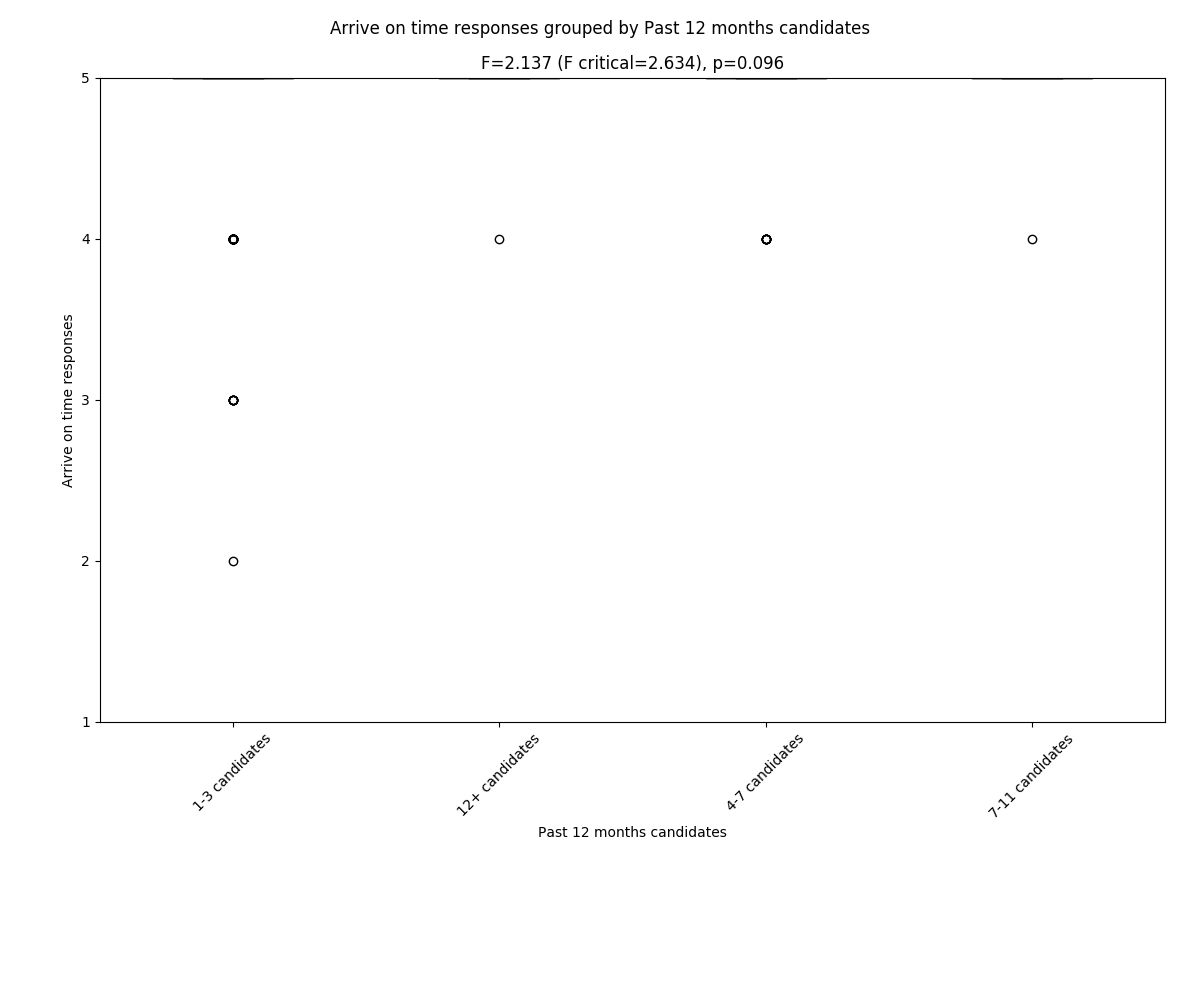 Arrive on time responses grouped by Past 12 months candidates
F=2.137 (F critical=2.634), p=0.096
5
4
3
2
1
Arrive on time responses
1-3 candidates
12+ candidates
4-7 candidates
7-11 candidates
Past 12 months candidates